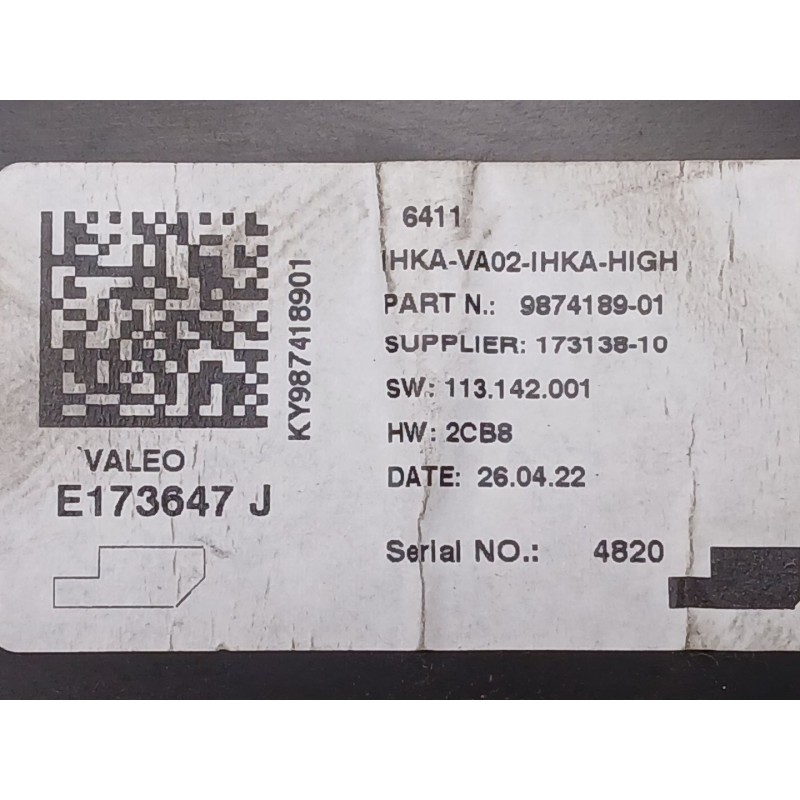 6411
IHKA-VA02-IHKA-HIGH
PART N.: 9874189-01
SUPPLIER: 173138-10
SW: 113.142.001
HW: 2CB8
DATE: 26.04.22
Serial NO.: 4820
KY987418901
VALEO
E173647 J